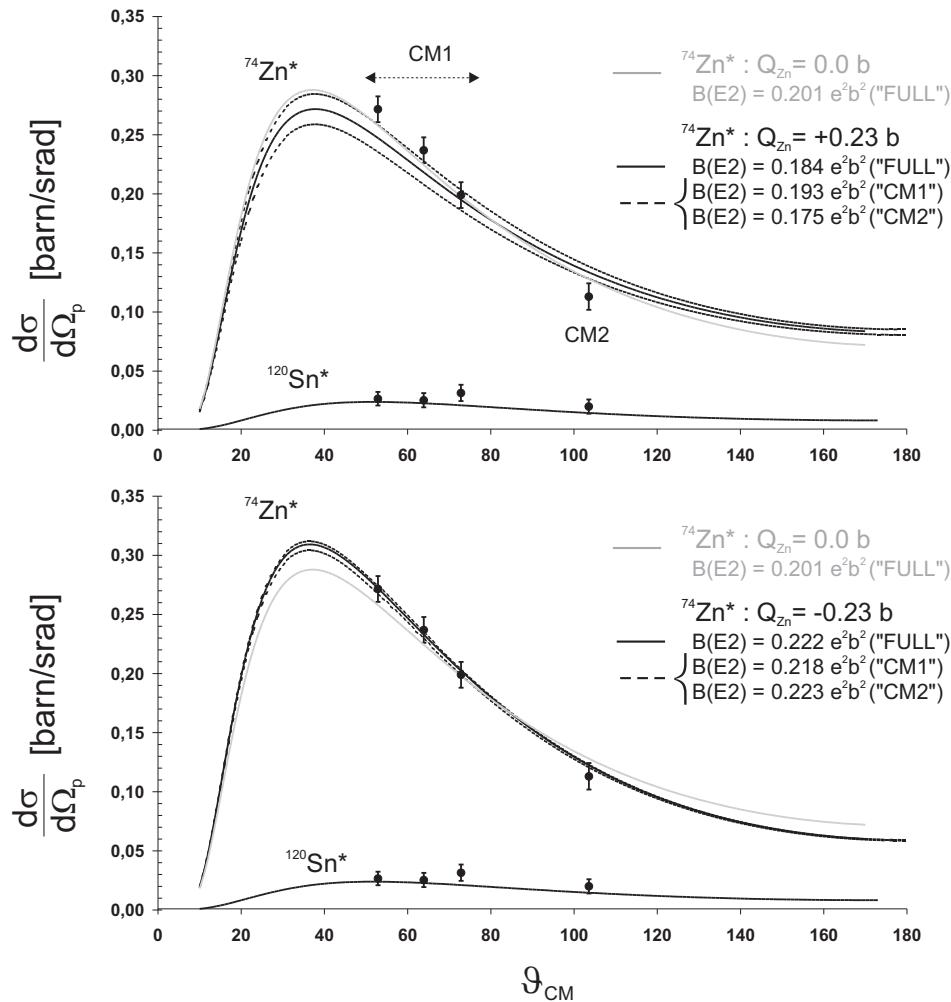 0,35
0,30
0,25
0,20
0,15
0,10
0,05
0,00
dσ
dΩp [barn/srad]
74Zn*
CM1
CM2
120Sn*
74Zn* : QZn= 0.0 b
B(E2) = 0.201 e²b² ("FULL")
74Zn* : QZn= +0.23 b
B(E2) = 0.184 e²b² ("FULL")
B(E2) = 0.193 e²b² ("CM1")
B(E2) = 0.175 e²b² ("CM2")
0 20 40 60 80 100 120 140 160 180
0,35
0,30
0,25
0,20
0,15
0,10
0,05
0,00
dσ
dΩp [barn/srad]
74Zn*
120Sn*
74Zn* : QZn= 0.0 b
B(E2) = 0.201 e²b² ("FULL")
74Zn* : QZn= -0.23 b
B(E2) = 0.222 e²b² ("FULL")
B(E2) = 0.218 e²b² ("CM1")
B(E2) = 0.223 e²b² ("CM2")
0 20 40 60 80 100 120 140 160 180
ϑCM